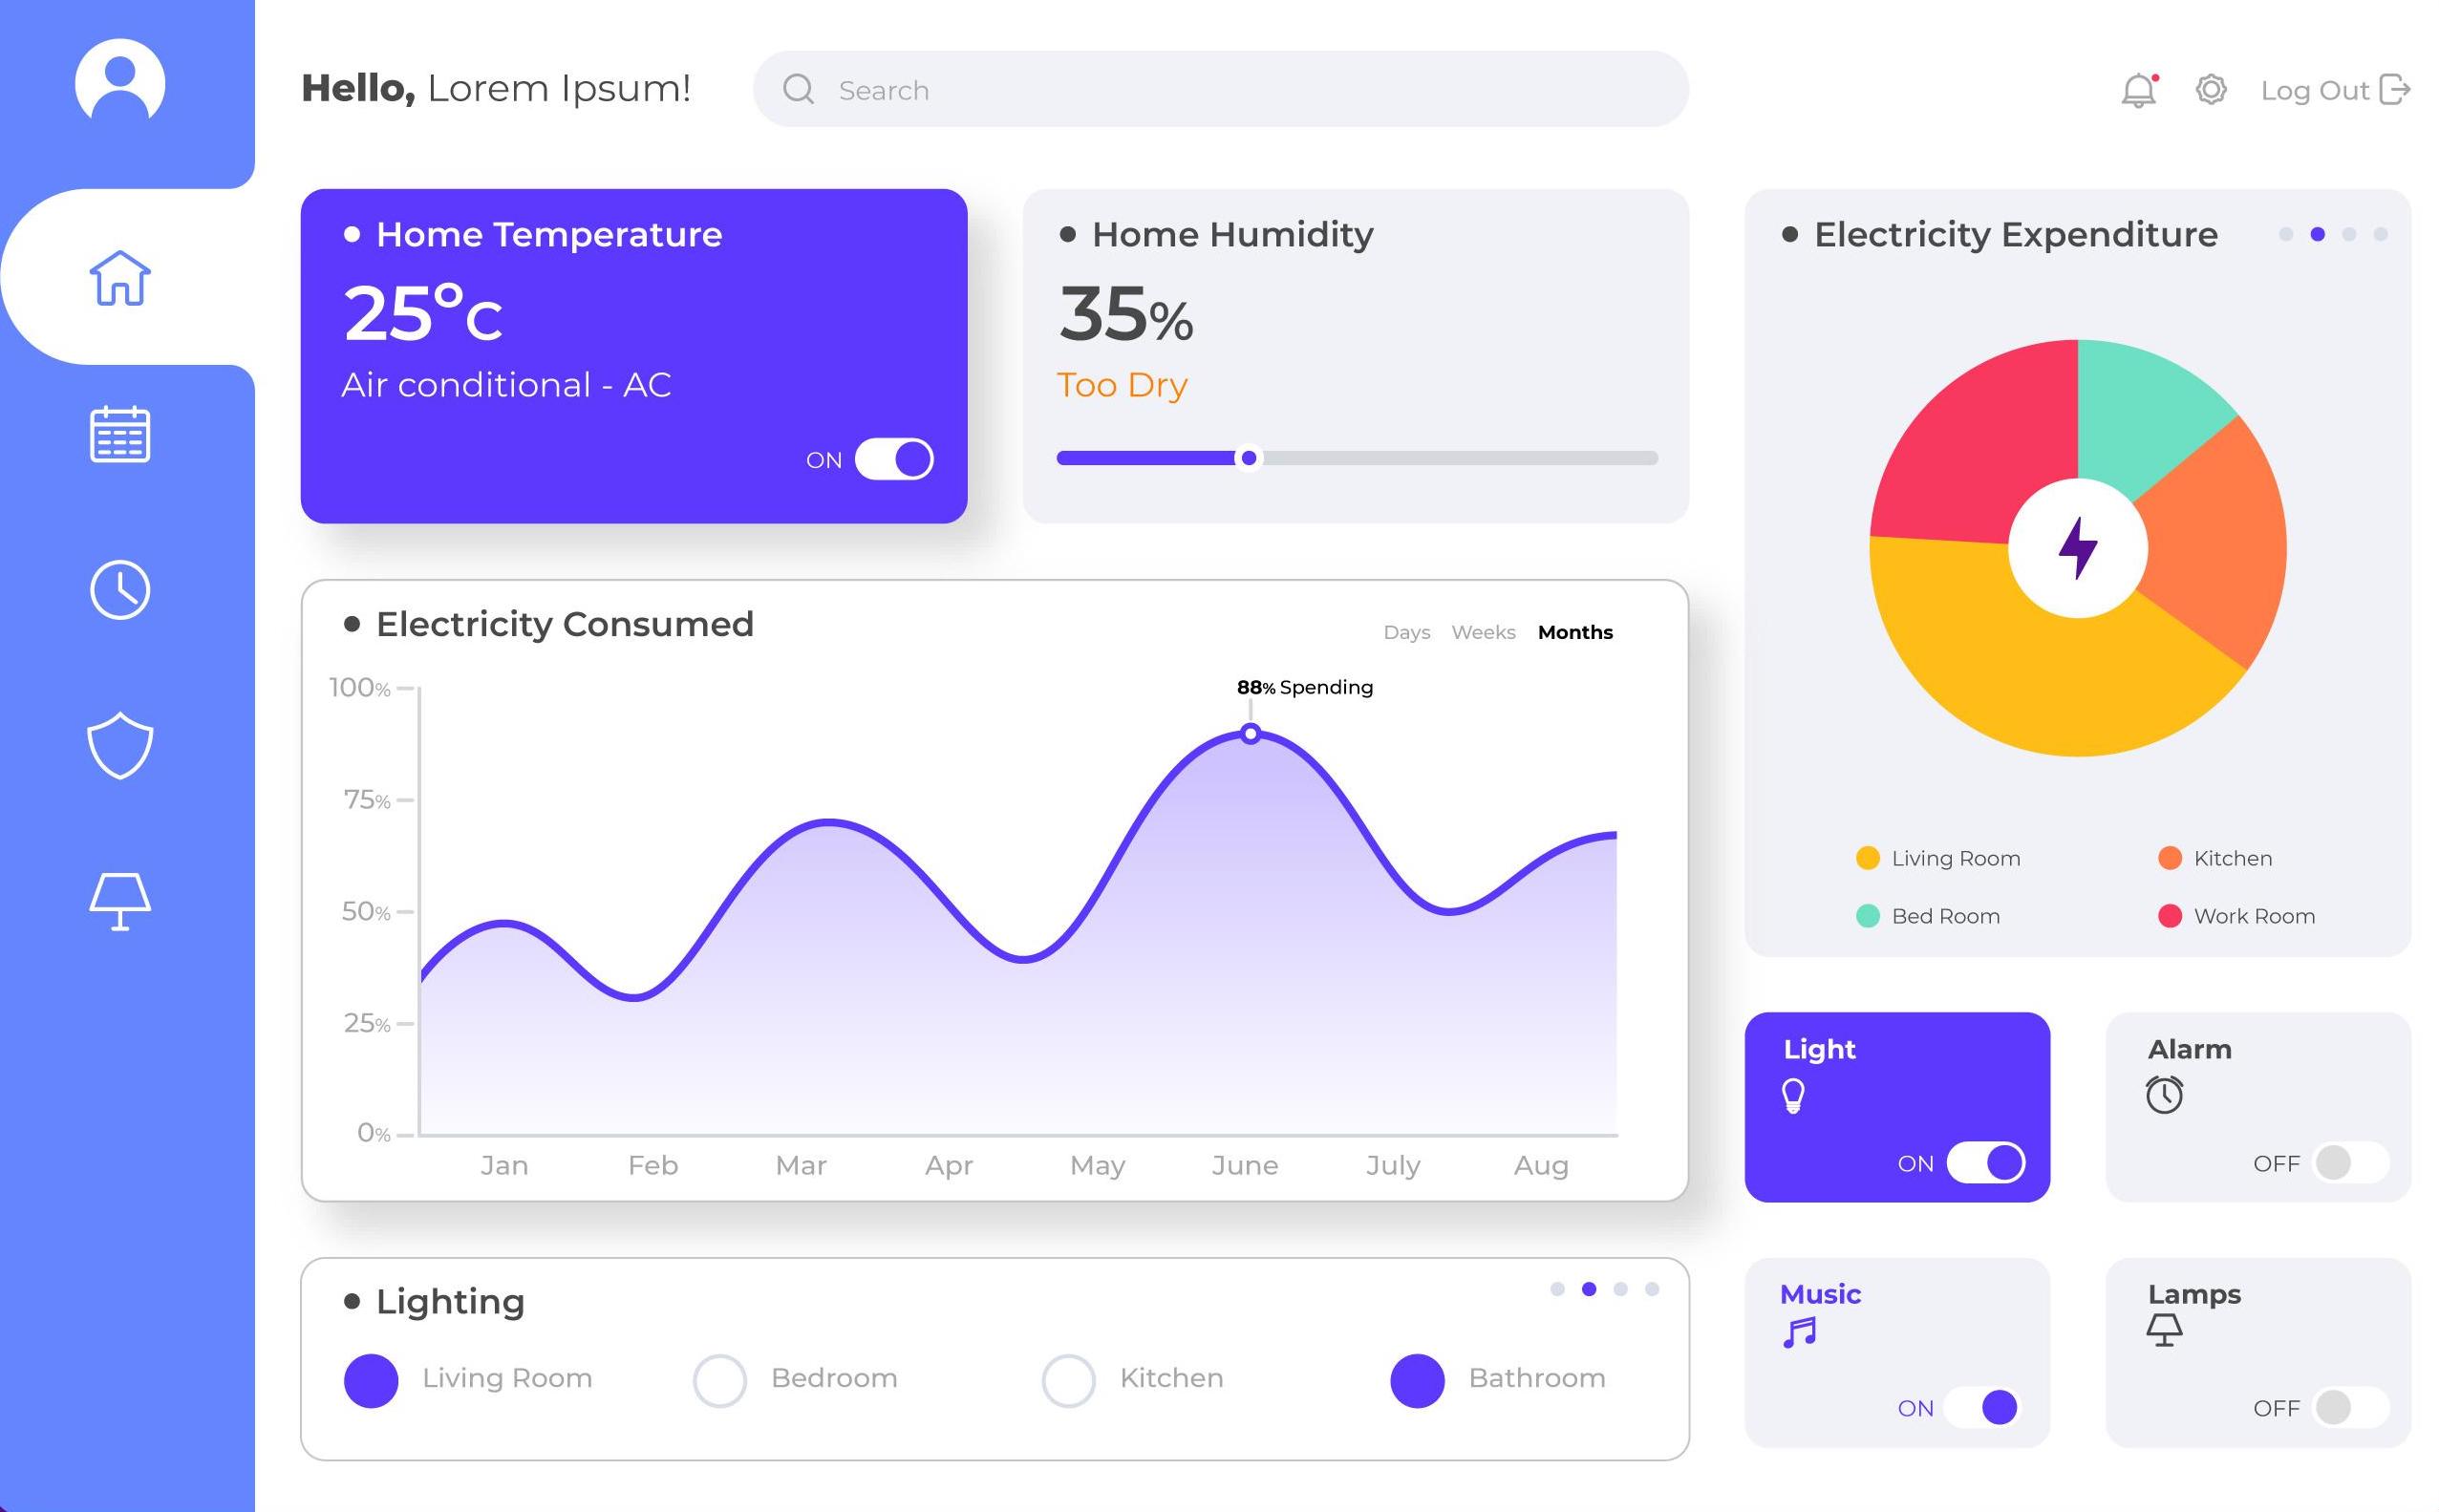 Hello, Lorem Ipsum!
Search
Log Out
Home Temperature
25°C
Air conditional - AC
ON
Home Humidity
35%
Too Dry
Electricity Expenditure
Living Room
Kitchen
Bed Room
Work Room
Electricity Consumed
Days Weeks Months
88% Spending
100%
75%
50%
25%
0%
Jan Feb Mar Apr May June July Aug
Light
ON
Alarm
OFF
Lighting
Living Room
Bedroom
Kitchen
Bathroom
Music
ON
Lamps
OFF